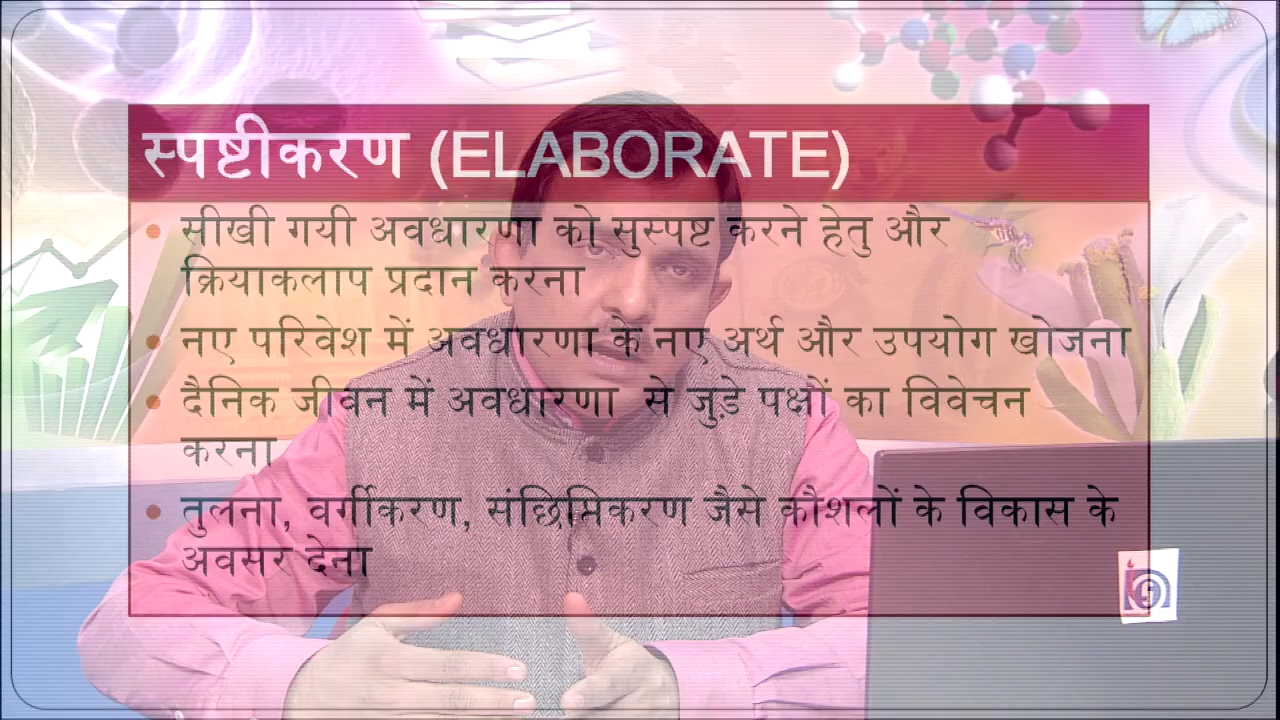 स्पष्टीकरण (ELABORATE)
• सीखी गयी अवधारणा को सुस्पष्ट करने हेतु और
क्रियाकलाप प्रदान करना
• नए परिवेश में अवधारणा के नए अर्थ और उपयोग खोजना
• दैनिक जीवन में अवधारणा से जुड़े पक्षों का विवेचन
करना
• तुलना, वर्गीकरण, संछिप्तिकरण जैसे कौशलों के विकास के
अवसर देना